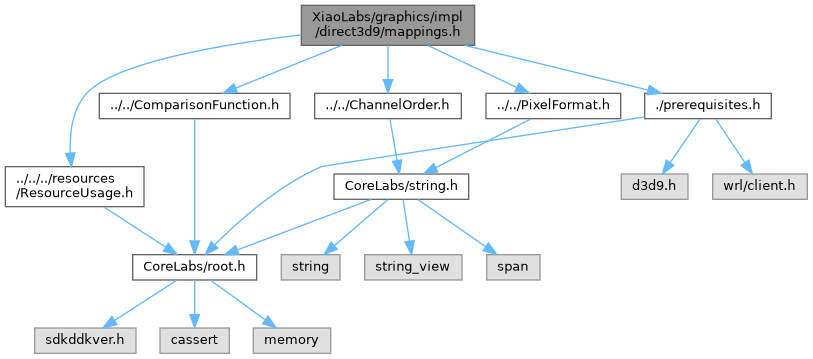 XiaoLabs/graphics/impl
/direct3d9/mappings.h
../../ComparisonFunction.h
../../ChannelOrder.h
../../PixelFormat.h
./prerequisites.h
../../../resources
/ResourceUsage.h
CoreLabs/string.h
d3d9.h
wrl/client.h
CoreLabs/root.h
string
string_view
span
sdkddkver.h
cassert
memory